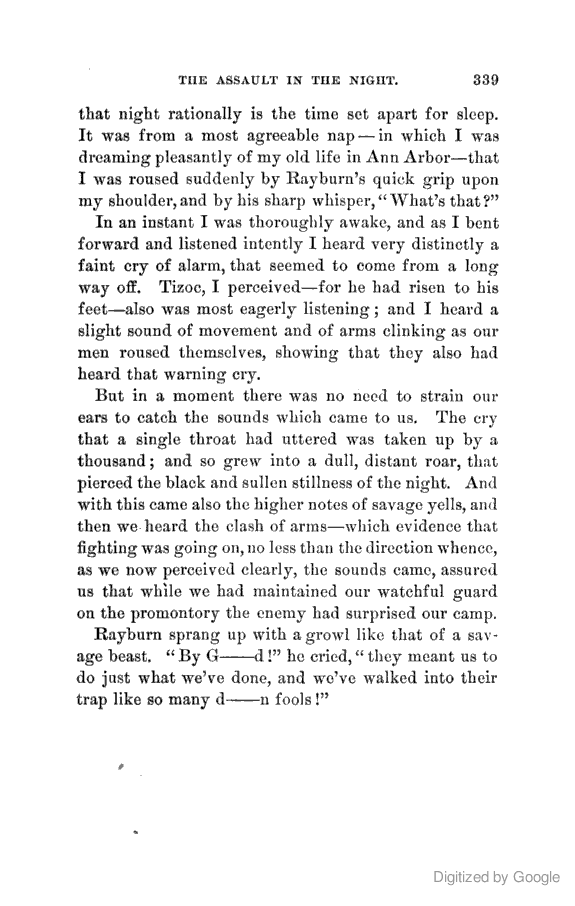 THE ASSAULT IN THE NIGHT. 339
that night rationally is the time set apart for sleep.
It was from a most agreeable nap — in which I was
dreaming pleasantly of my old life in Ann Arbor—that
I was roused suddenly by Rayburn's quick grip upon
my shoulder, and by his sharp whisper, "What's that?"
In an instant I was thoroughly awake, and as I bent
forward and listened intently I heard very distinctly a
faint cry of alarm, that seemed to come from a long
way off. Tizoc, I perceived—for he had risen to his
feet—also was most eagerly listening; and I heard a
slight sound of movement and of arms clinking as our
men roused themselves, showing that they also had
heard that warning cry.
But in a moment there was no need to strain our
ears to catch the sounds which came to us. The cry
that a single throat had uttered was taken up by a
thousand; and so grew into a dull, distant roar, that
pierced the black and sullen stillness of the night. And
with this came also the higher notes of savage yells, and
then we heard the clash of arms—which evidence that
fighting was going on, no less than the direction whence,
as we now perceived clearly, the sounds came, assured
us that while we had maintained our watchful guard
on the promontory the enemy had surprised our camp.
Rayburn sprang up with a growl like that of a sav-
age beast. "By G——d!" he cried, "they meant us to
do just what we've done, and we've walked into their
trap like so many d——n fools!"
Digitized by Google